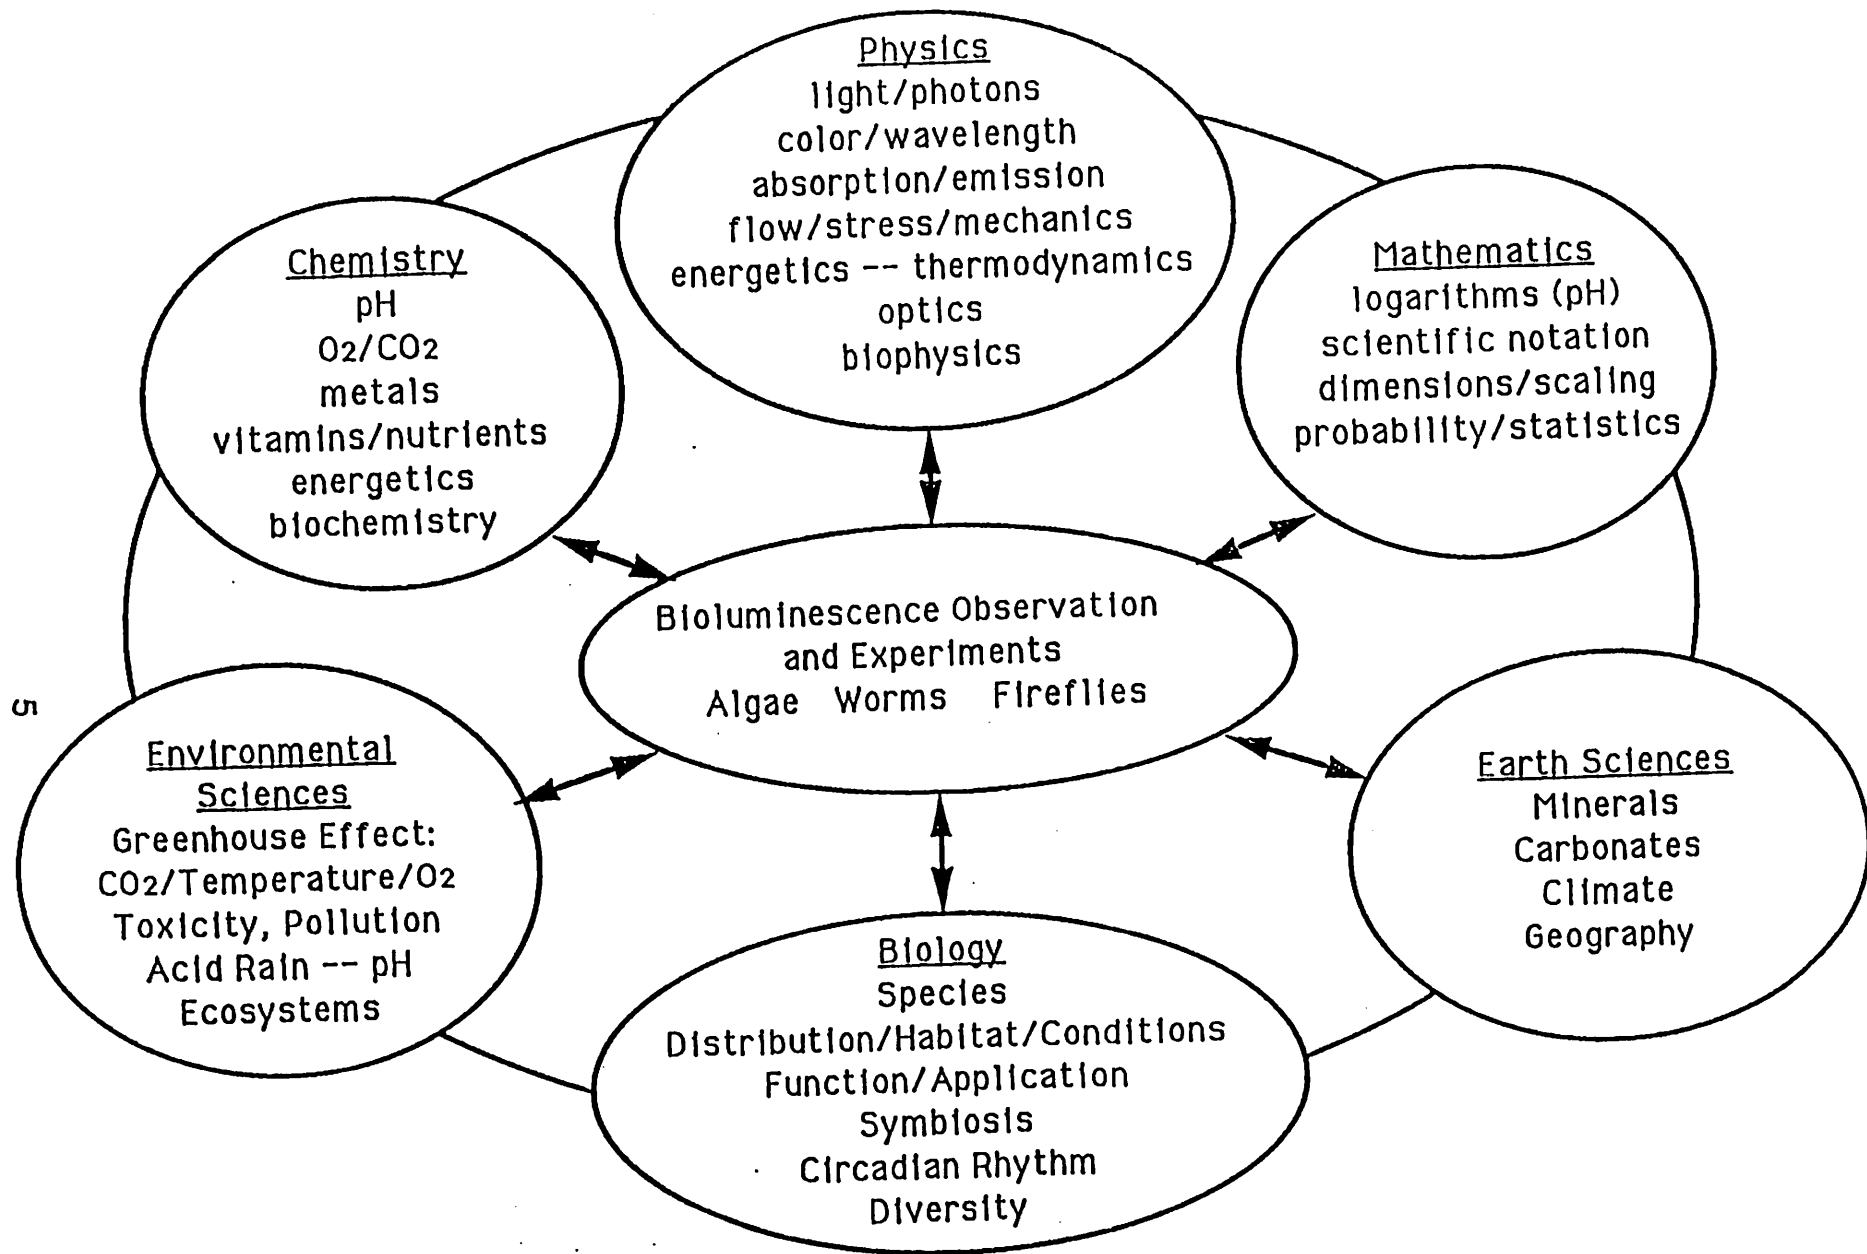 Physics
light/photons
color/wavelength
absorption/emission
flow/stress/mechanics
energetics -- thermodynamics
optics
biophysics
Chemistry
pH
O2/CO2
metals
vitamins/nutrients
energetics
biochemistry
Mathematics
logarithms (pH)
scientific notation
dimensions/scaling
probability/statistics
Bioluminescence Observation
and Experiments
Algae Worms Fireflies
5
Environmental
Sciences
Greenhouse Effect:
CO2/Temperature/O2
Toxicity, Pollution
Acid Rain -- pH
Ecosystems
Earth Sciences
Minerals
Carbonates
Climate
Geography
Biology
Species
Distribution/Habitat/Conditions
Function/Application
Symbiosis
Circadian Rhythm
Diversity